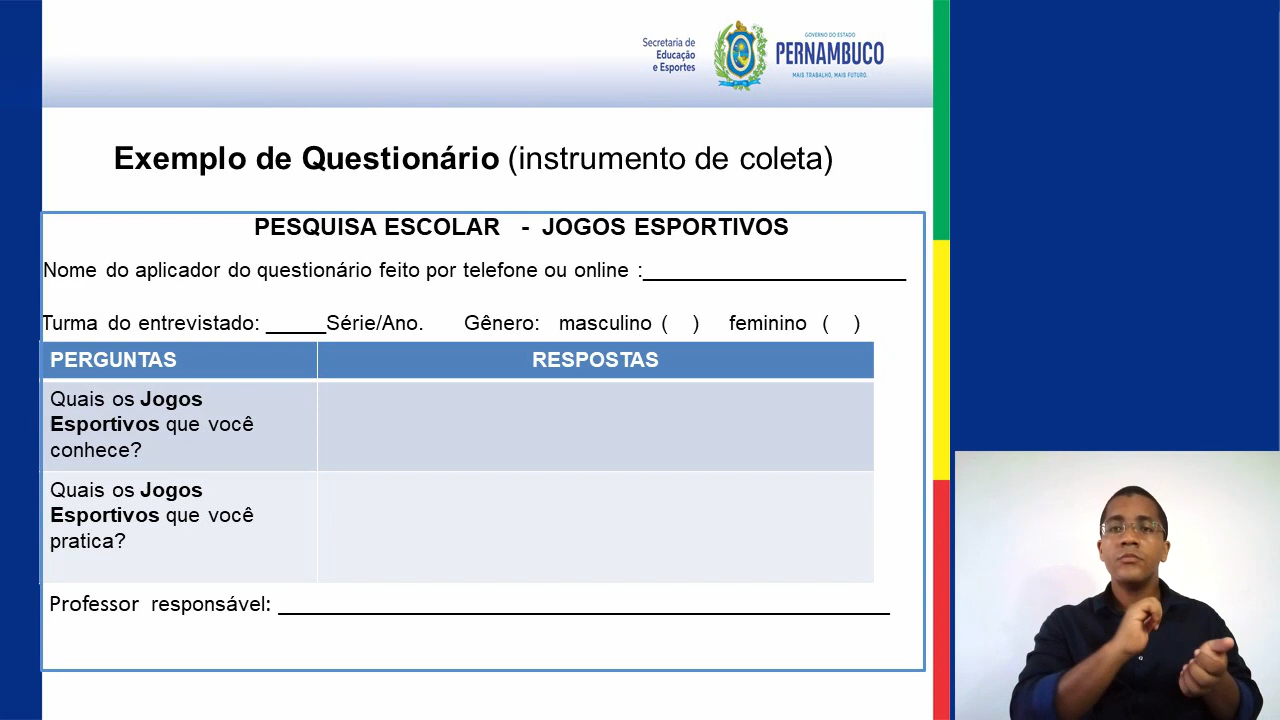 Secretaria de
Educação
e Esportes
GOVERNO DO ESTADO
PERNAMBUCO
MAIS TRABALHO, MAIS FUTURO.
Exemplo de Questionário (instrumento de coleta)
PESQUISA ESCOLAR - JOGOS ESPORTIVOS
Nome do aplicador do questionário feito por telefone ou online :______________________
Turma do entrevistado: _____Série/Ano. Gênero: masculino ( ) feminino ( )
PERGUNTAS RESPOSTAS
Quais os Jogos
Esportivos que você
conhece?
Quais os Jogos
Esportivos que você
pratica?
Professor responsável: ___________________________________________________